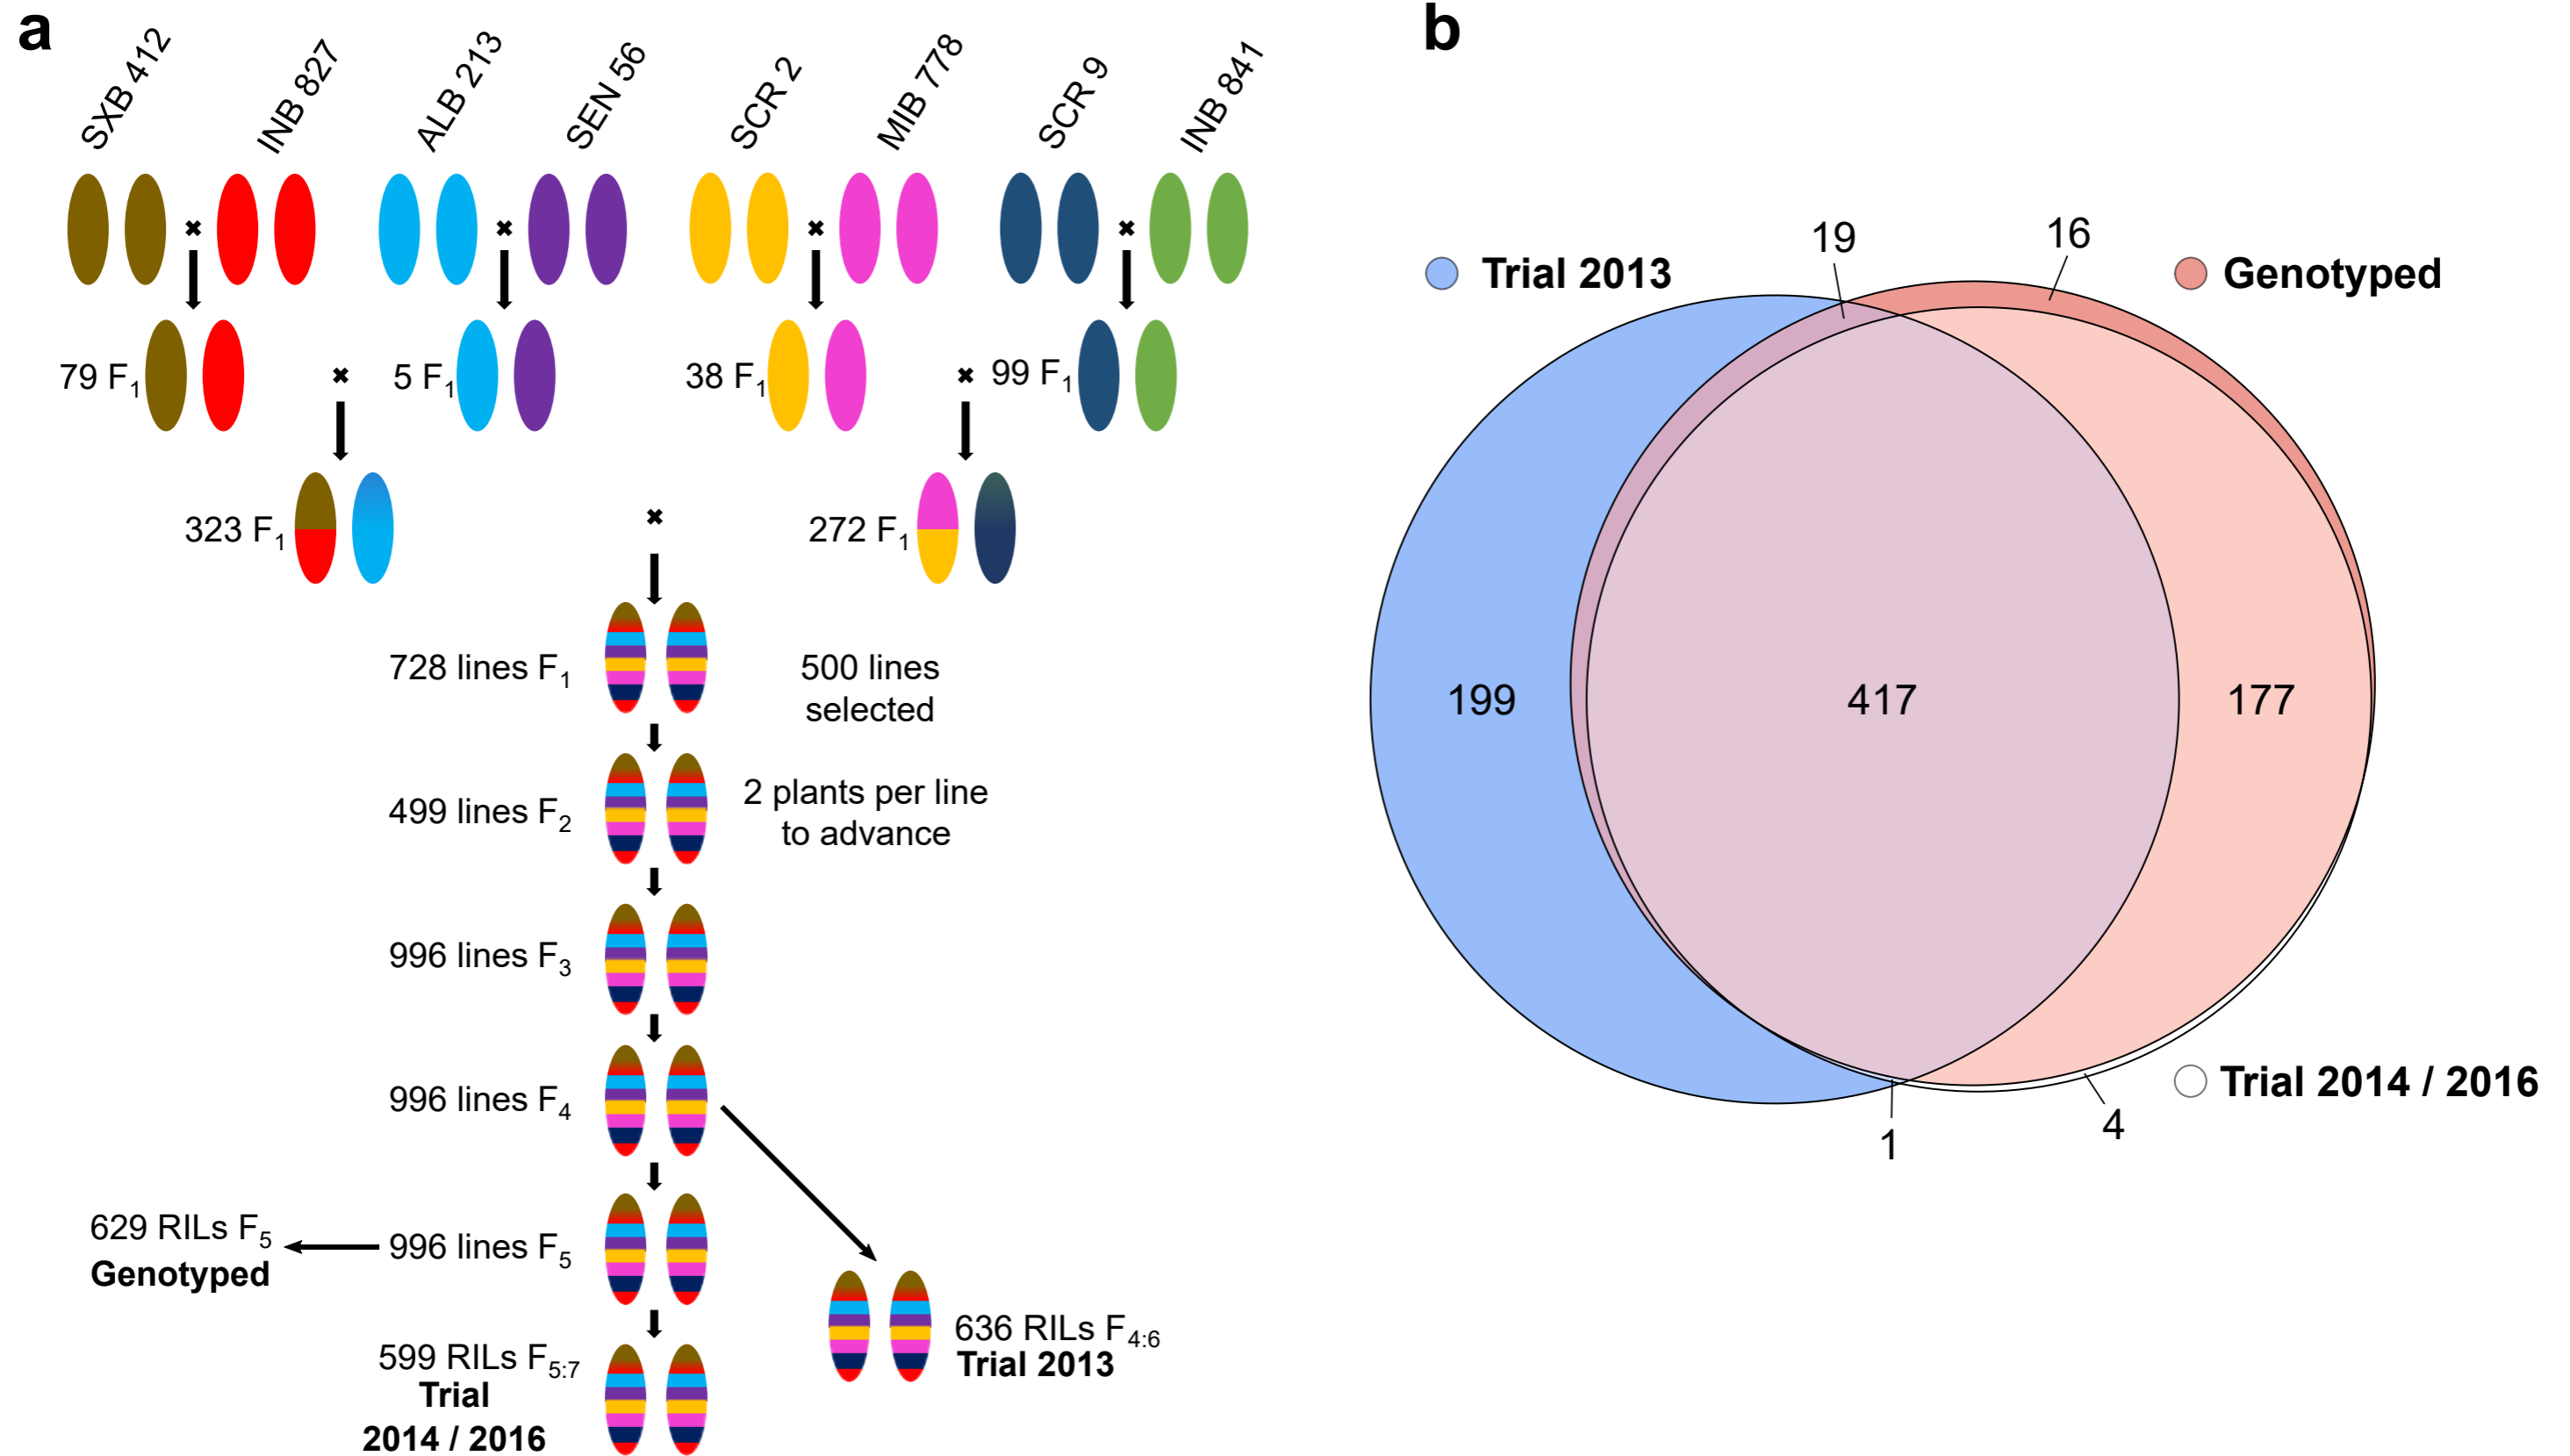 a
SXB 412
INB 827
ALB 213
SEN 56
SCR 2
MIB 778
SCR 9
INB 841
79 F1
5 F1
38 F1
99 F1
323 F1
272 F1
728 lines F1
500 lines
selected
499 lines F2
2 plants per line
to advance
996 lines F3
996 lines F4
996 lines F5
629 RILs F5
Genotyped
636 RILs F4:6
Trial 2013
599 RILs F5:7
Trial
2014 / 2016
b
19
16
Trial 2013
Genotyped
199
417
177
Trial 2014 / 2016
1
4